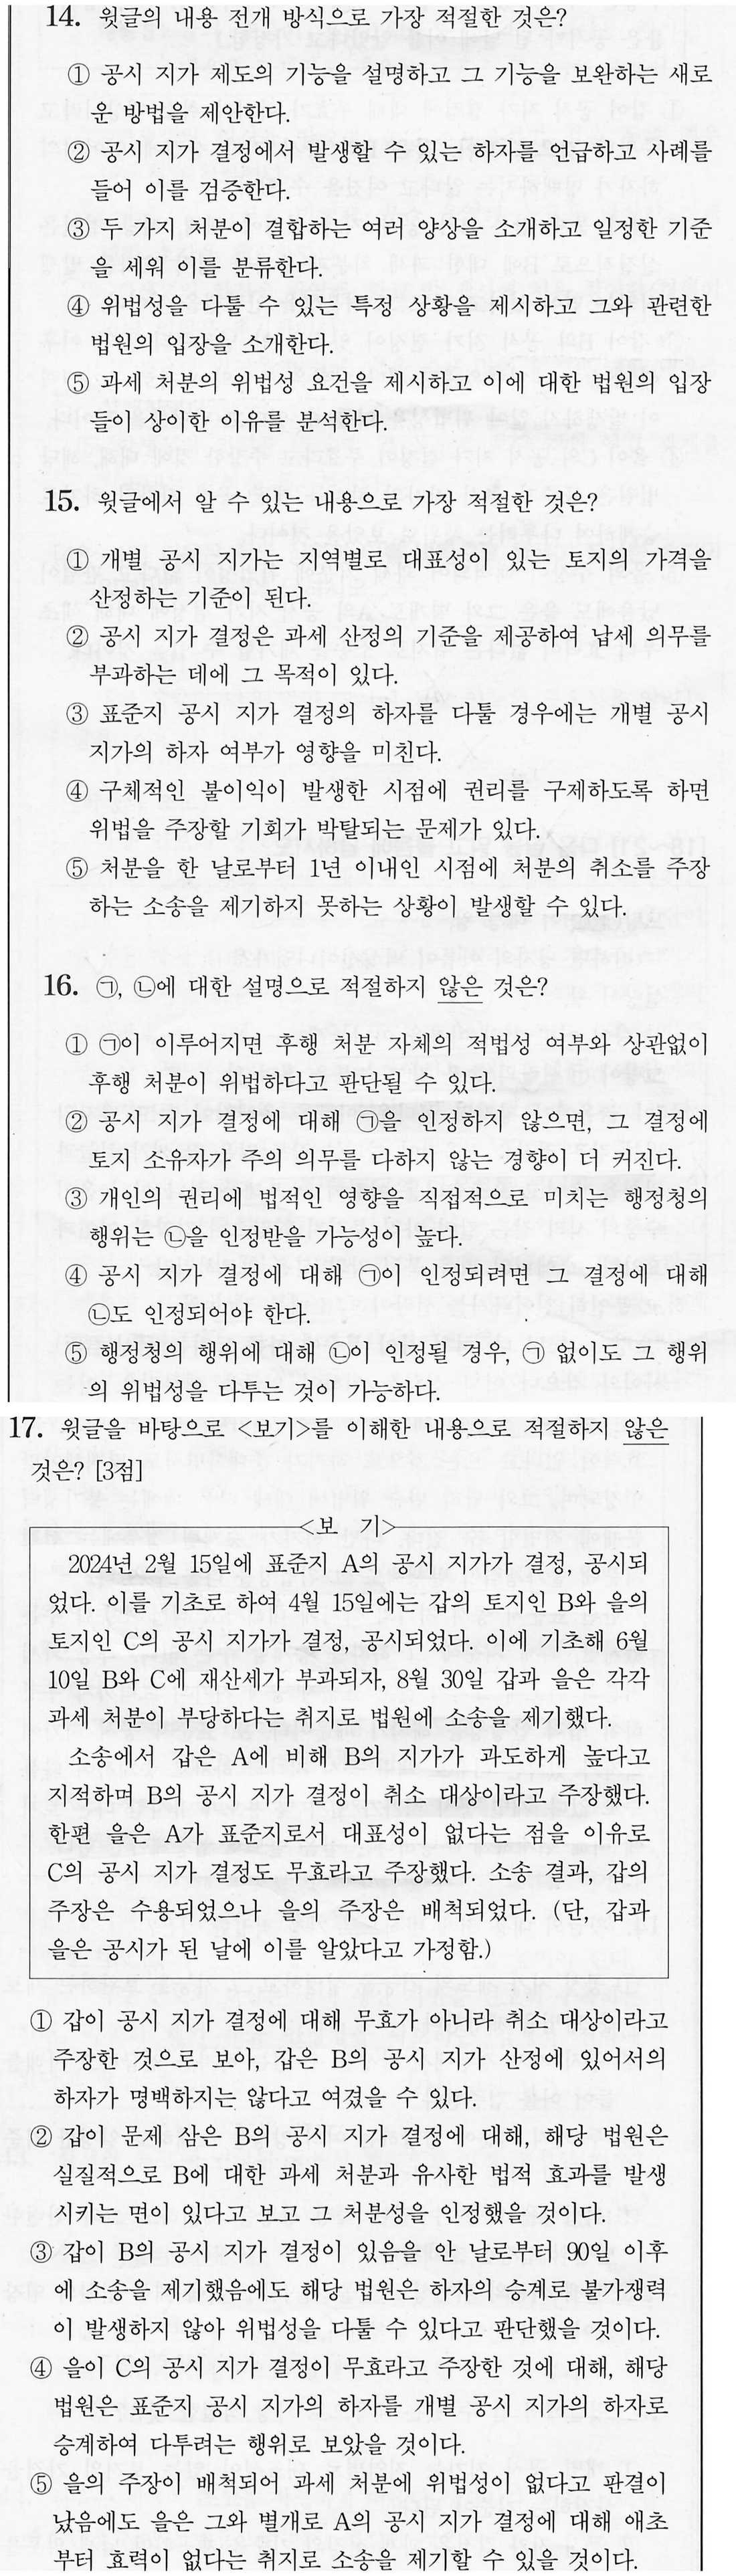 14. 윗글의 내용 전개 방식으로 가장 적절한 것은?
① 공시 지가 제도의 기능을 설명하고 그 기능을 보완하는 새로
운 방법을 제안한다.
② 공시 지가 결정에서 발생할 수 있는 하자를 언급하고 사례를
들어 이를 검증한다.
③ 두 가지 처분이 결합하는 여러 양상을 소개하고 일정한 기준
을 세워 이를 분류한다.
④ 위법성을 다툴 수 있는 특정 상황을 제시하고 그와 관련한
법원의 입장을 소개한다.
⑤ 과세 처분의 위법성 요건을 제시하고 이에 대한 법원의 입장
들이 상이한 이유를 분석한다.
15. 윗글에서 알 수 있는 내용으로 가장 적절한 것은?
① 개별 공시 지가는 지역별로 대표성이 있는 토지의 가격을
산정하는 기준이 된다.
② 공시 지가 결정은 과세 산정의 기준을 제공하여 납세 의무를
부과하는 데에 그 목적이 있다.
③ 표준지 공시 지가 결정의 하자를 다툴 경우에는 개별 공시
지가의 하자 여부가 영향을 미친다.
④ 구체적인 불이익이 발생한 시점에 권리를 구제하도록 하면
위법을 주장할 기회가 박탈되는 문제가 있다.
⑤ 처분을 한 날로부터 1년 이내인 시점에 처분의 취소를 주장
하는 소송을 제기하지 못하는 상황이 발생할 수 있다.
16. ㉠, ㉡에 대한 설명으로 적절하지 않은 것은?
① ㉠이 이루어지면 후행 처분 자체의 적법성 여부와 상관없이
후행 처분이 위법하다고 판단될 수 있다.
② 공시 지가 결정에 대해 ㉠을 인정하지 않으면, 그 결정에
토지 소유자가 주의 의무를 다하지 않는 경향이 더 커진다.
③ 개인의 권리에 법적인 영향을 직접적으로 미치는 행정청의
행위는 ㉡을 인정받을 가능성이 높다.
④ 공시 지가 결정에 대해 ㉠이 인정되려면 그 결정에 대해
㉡도 인정되어야 한다.
⑤ 행정청의 행위에 대해 ㉡이 인정될 경우, ㉠ 없이도 그 행위
의 위법성을 다투는 것이 가능하다.
17. 윗글을 바탕으로 <보기>를 이해한 내용으로 적절하지 않은
것은? [3점]
<보 기>
2024년 2월 15일에 표준지 A의 공시 지가가 결정, 공시되
었다. 이를 기초로 하여 4월 15일에는 갑의 토지인 B와 을의
토지인 C의 공시 지가가 결정, 공시되었다. 이에 기초해 6월
10일 B와 C에 재산세가 부과되자, 8월 30일 갑과 을은 각각
과세 처분이 부당하다는 취지로 법원에 소송을 제기했다.
소송에서 갑은 A에 비해 B의 지가가 과도하게 높다고
지적하며 B의 공시 지가 결정이 취소 대상이라고 주장했다.
한편 을은 A가 표준지로서 대표성이 없다는 점을 이유로
C의 공시 지가 결정도 무효라고 주장했다. 소송 결과, 갑의
주장은 수용되었으나 을의 주장은 배척되었다. (단, 갑과
을은 공시가 된 날에 이를 알았다고 가정함.)
① 갑이 공시 지가 결정에 대해 무효가 아니라 취소 대상이라고
주장한 것으로 보아, 갑은 B의 공시 지가 산정에 있어서의
하자가 명백하지는 않다고 여겼을 수 있다.
② 갑이 문제 삼은 B의 공시 지가 결정에 대해, 해당 법원은
실질적으로 B에 대한 과세 처분과 유사한 법적 효과를 발생
시키는 면이 있다고 보고 그 처분성을 인정했을 것이다.
③ 갑이 B의 공시 지가 결정이 있음을 안 날로부터 90일 이후
에 소송을 제기했음에도 해당 법원은 하자의 승계로 불가쟁력
이 발생하지 않아 위법성을 다툴 수 있다고 판단했을 것이다.
④ 을이 C의 공시 지가 결정이 무효라고 주장한 것에 대해, 해당
법원은 표준지 공시 지가의 하자를 개별 공시 지가의 하자로
승계하여 다투려는 행위로 보았을 것이다.
⑤ 을의 주장이 배척되어 과세 처분에 위법성이 없다고 판결이
났음에도 을은 그와 별개로 A의 공시 지가 결정에 대해 애초
부터 효력이 없다는 취지로 소송을 제기할 수 있을 것이다.